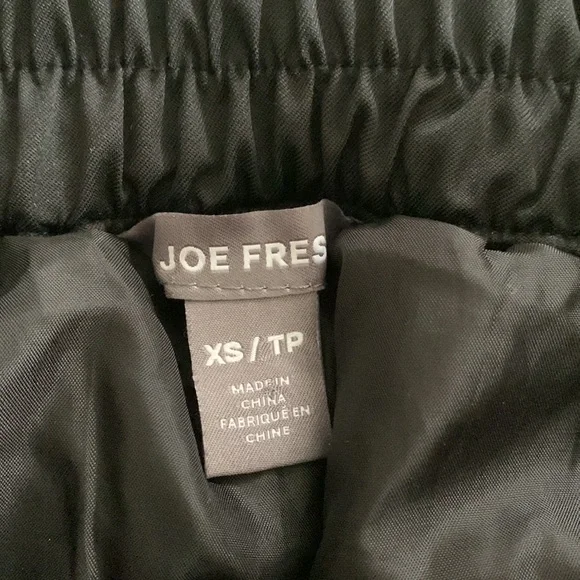 JOE FRES
XS / TP
MADE IN
CHINA
FABRIQUÉ EN
CHINE